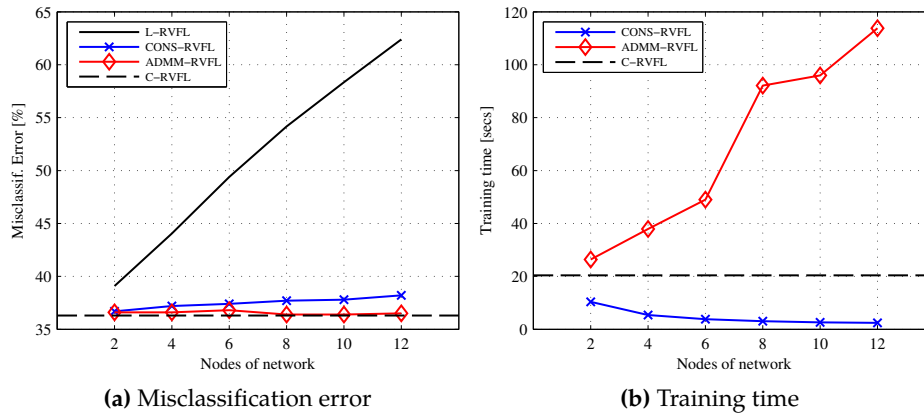 65
60
55
50
45
40
35
Misclassif. Error [%]
L−RVFL
CONS−RVFL
ADMM−RVFL
C−RVFL
2 4 6 8 10 12
Nodes of network
(a) Misclassification error
120
100
80
60
40
20
0
Training time [secs]
CONS−RVFL
ADMM−RVFL
C−RVFL
2 4 6 8 10 12
Nodes of network
(b) Training time